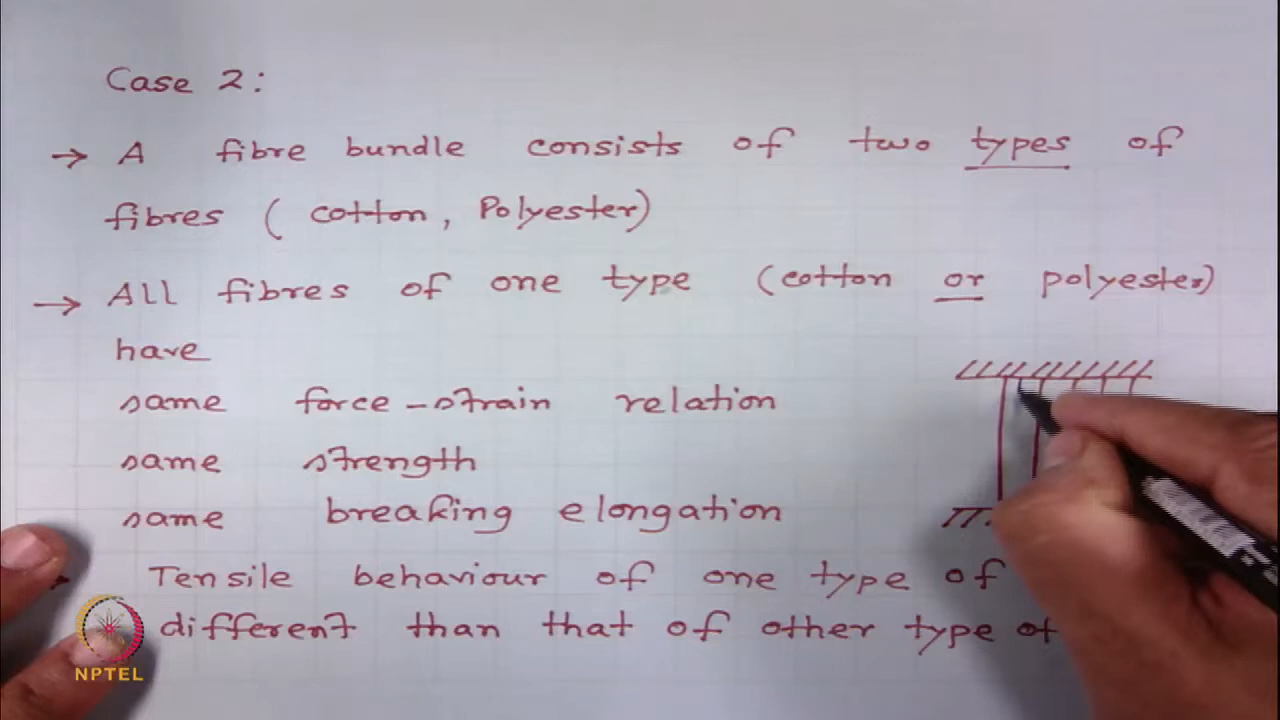 Case 2:
→ A fibre bundle consists of two types of
fibres ( cotton, Polyester)
→ All fibres of one type (cotton or polyester)
have
same force-strain relation
same strength
same breaking elongation
Tensile behaviour of one type of
different than that of other type of
NPTEL